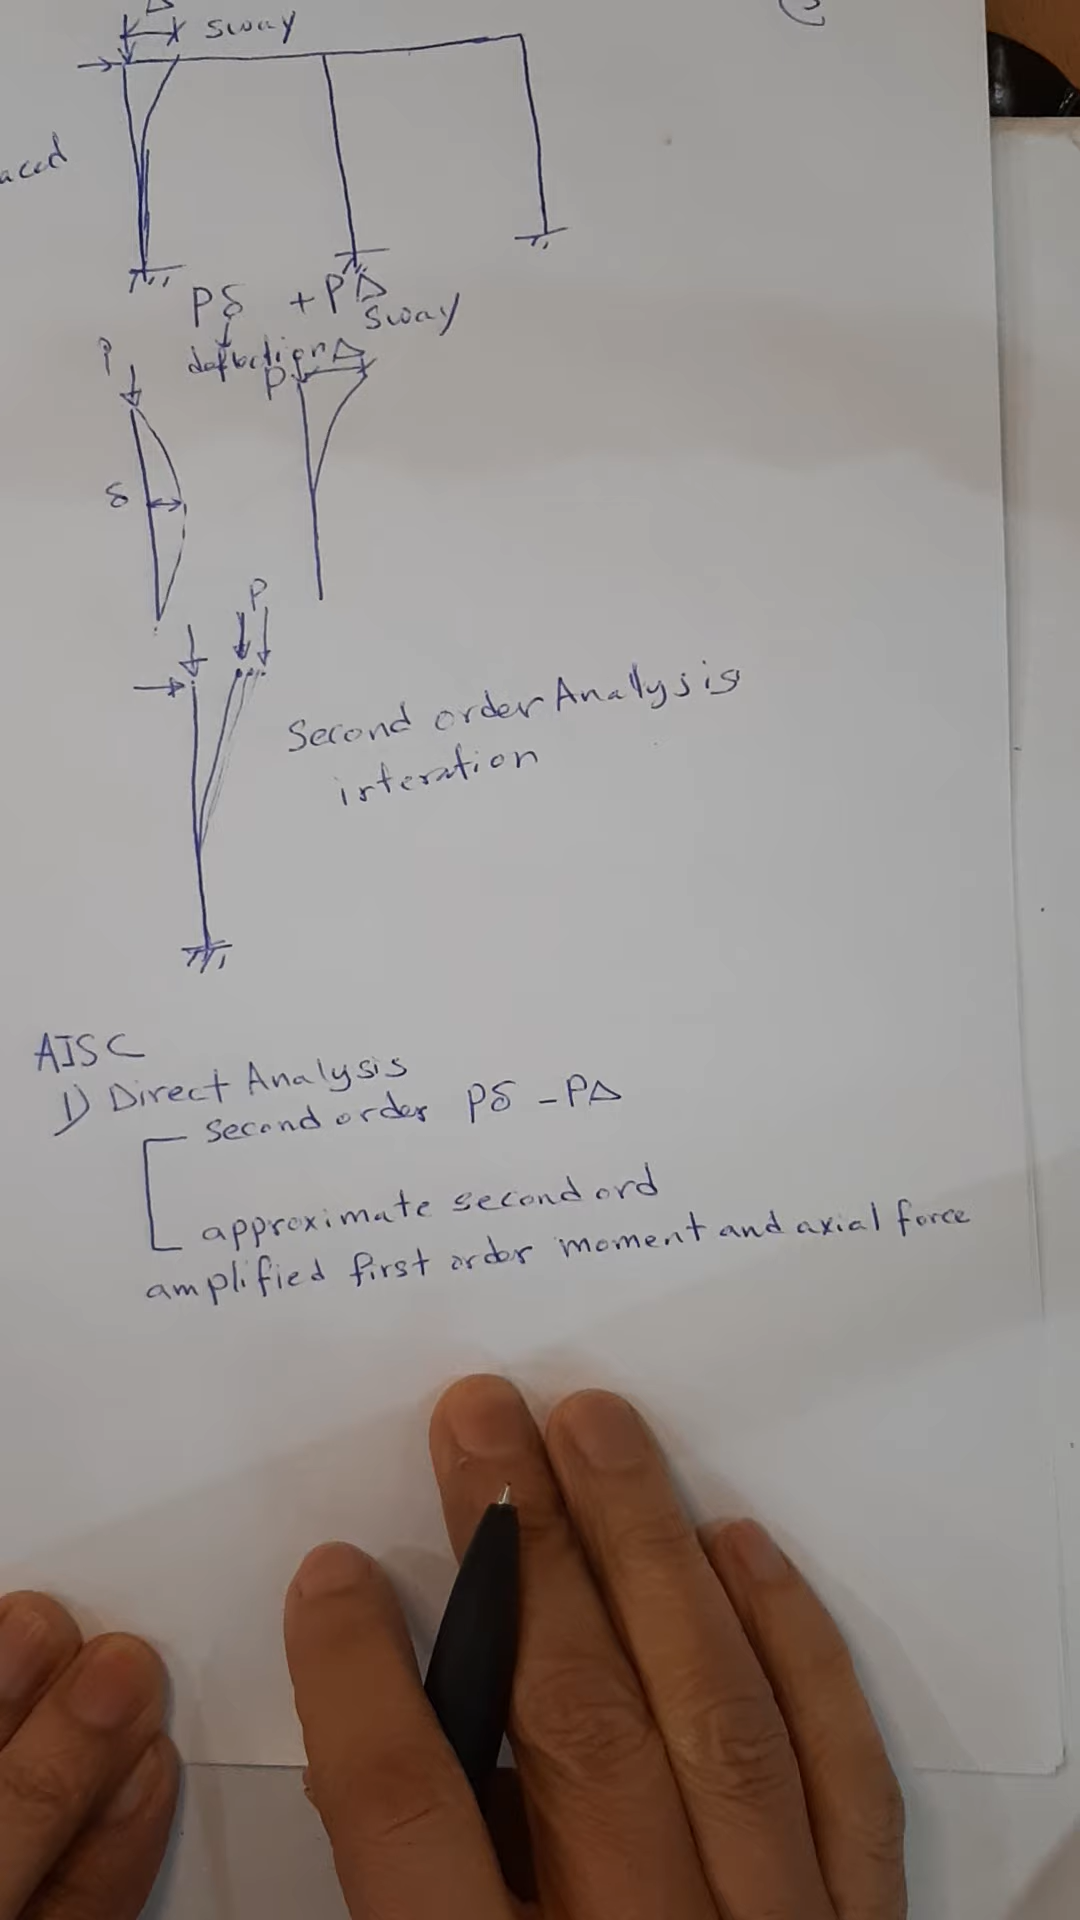 Δ
sway
aced
Pδ + PΔ
sway
deflection Δ
P
P
δ
P
Second order Analysis
irteration
AISC
1) Direct Analysis
Second order Pδ - PΔ
approximate second ord
amplified first order moment and axial force